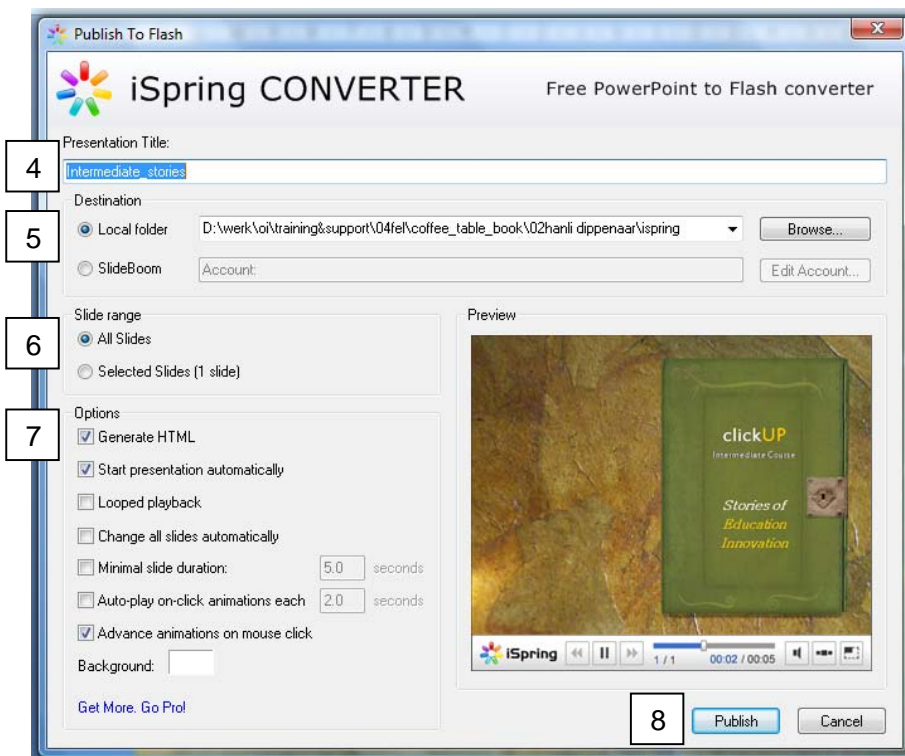 Publish To Flash
iSpring CONVERTER
Free PowerPoint to Flash converter
4
Presentation Title:
Intermediate_stories
5
Destination
Local folder
D:\werk\oi\training&support\04fel\coffee_table_book\02hanli dippenaar\ispring
Browse...
SlideBoom
Account:
Edit Account...
6
Slide range
All Slides
Selected Slides (1 slide)
7
Options
Generate HTML
Start presentation automatically
Looped playback
Change all slides automatically
Minimal slide duration:
5.0
seconds
Auto-play on-click animations each
2.0
seconds
Advance animations on mouse click
Background:
Get More. Go Pro!
Preview
clickUP
Intermediate Course
Stories of
Education
Innovation
iSpring
1 / 1
00:02 / 00:05
8
Publish
Cancel